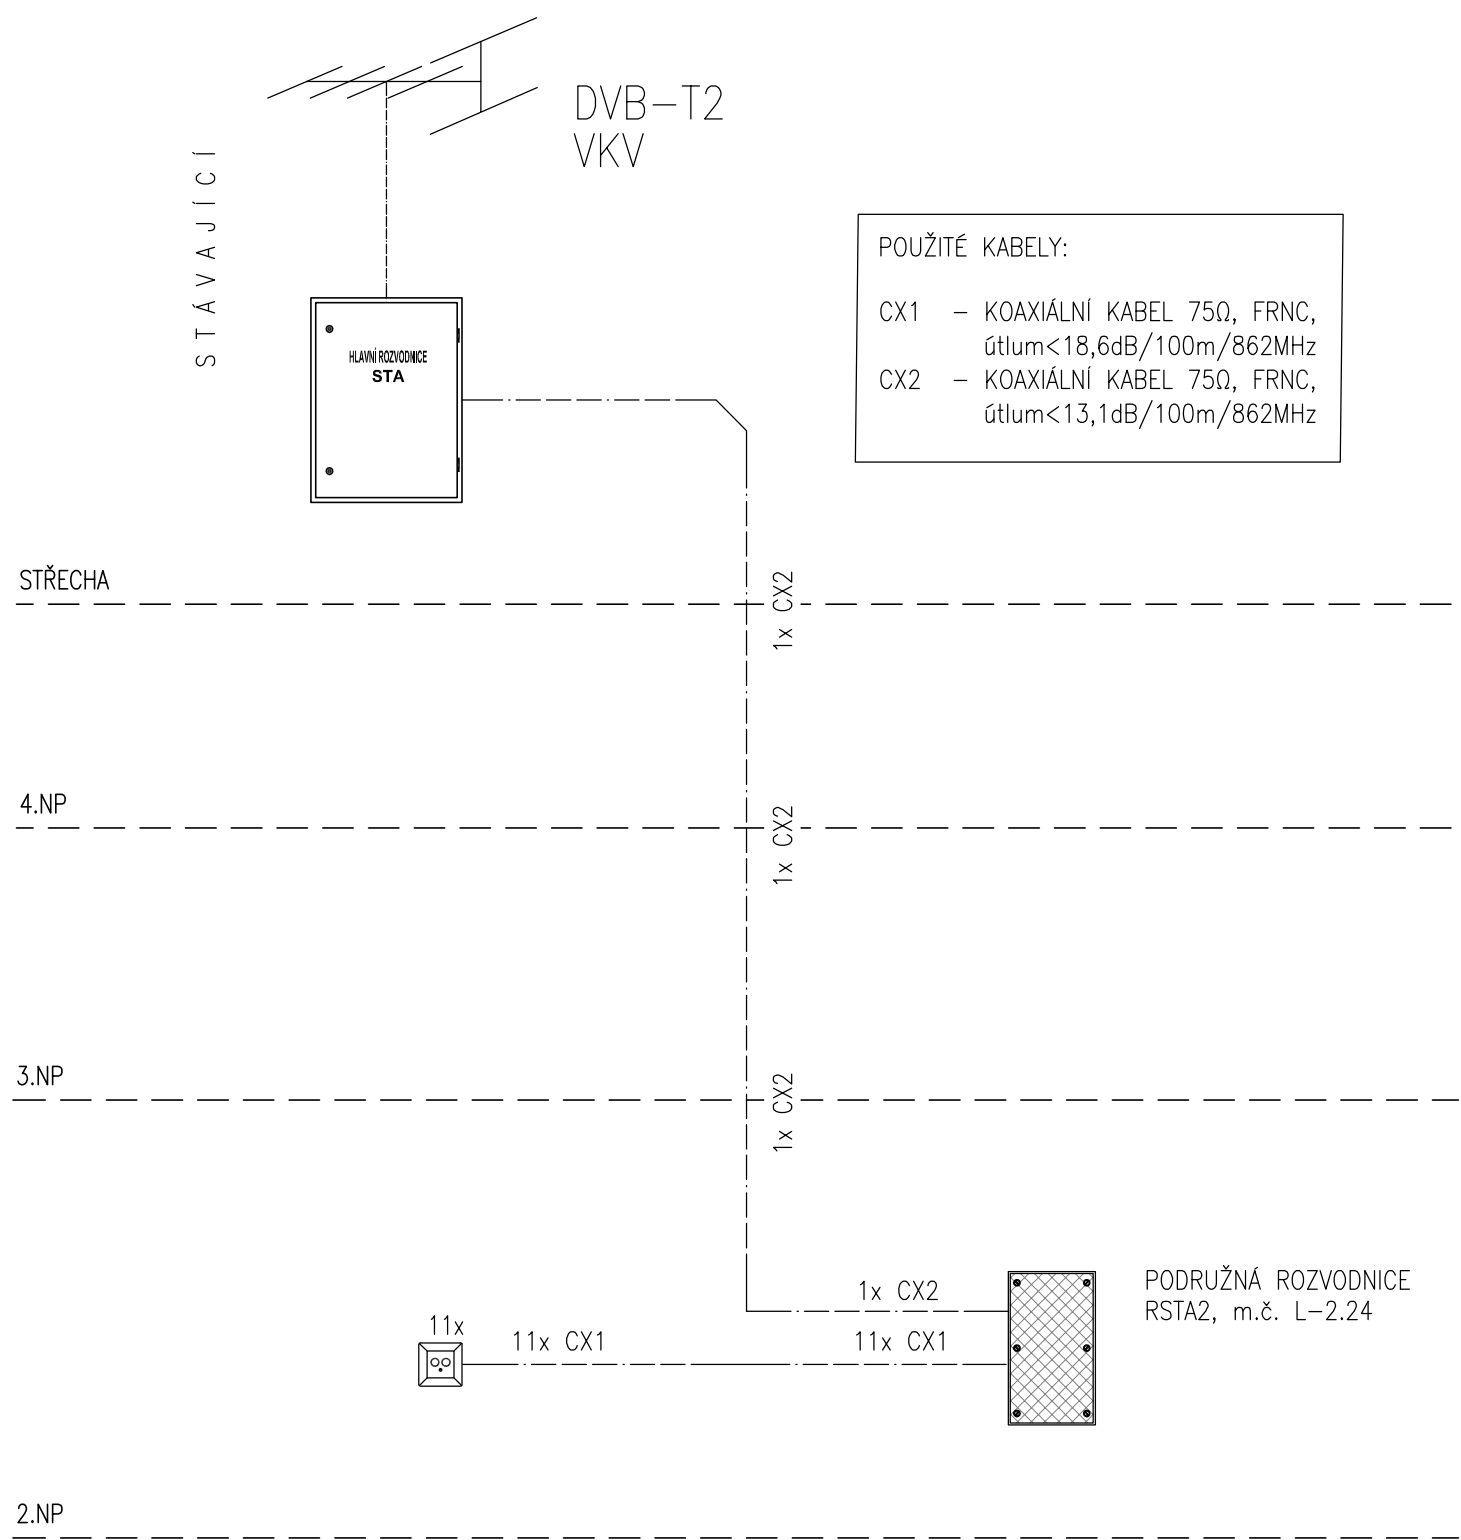 DVB-T2
VKV
STÁVAJÍCÍ
POUŽITÉ KABELY:
CX1 - KOAXIÁLNÍ KABEL 75Ω, FRNC,
útlum<18,6dB/100m/862MHz
CX2 - KOAXIÁLNÍ KABEL 75Ω, FRNC,
útlum<13,1dB/100m/862MHz
HLAVNÍ ROZVODNICE
STA
STŘECHA
1x CX2
4.NP
1x CX2
3.NP
1x CX2
1x CX2
PODRUŽNÁ ROZVODNICE
RSTA2, m.č. L-2.24
11x
11x CX1
11x CX1
2.NP